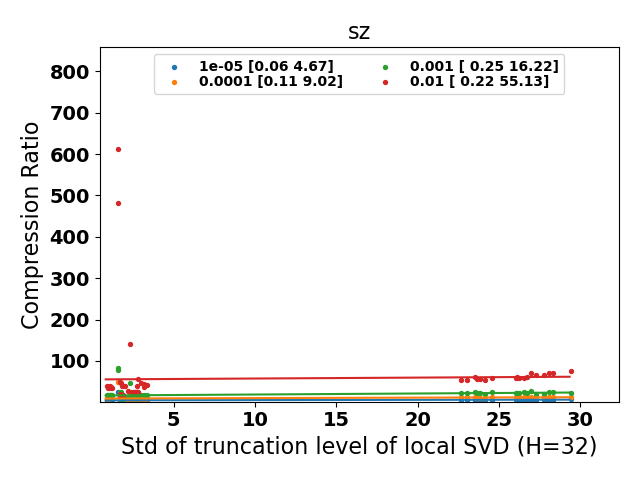 sz
1e-05 [0.06 4.67]
0.0001 [0.11 9.02]
0.001 [ 0.25 16.22]
0.01 [ 0.22 55.13]
Compression Ratio
800
700
600
500
400
300
200
100
5 10 15 20 25 30
Std of truncation level of local SVD (H=32)